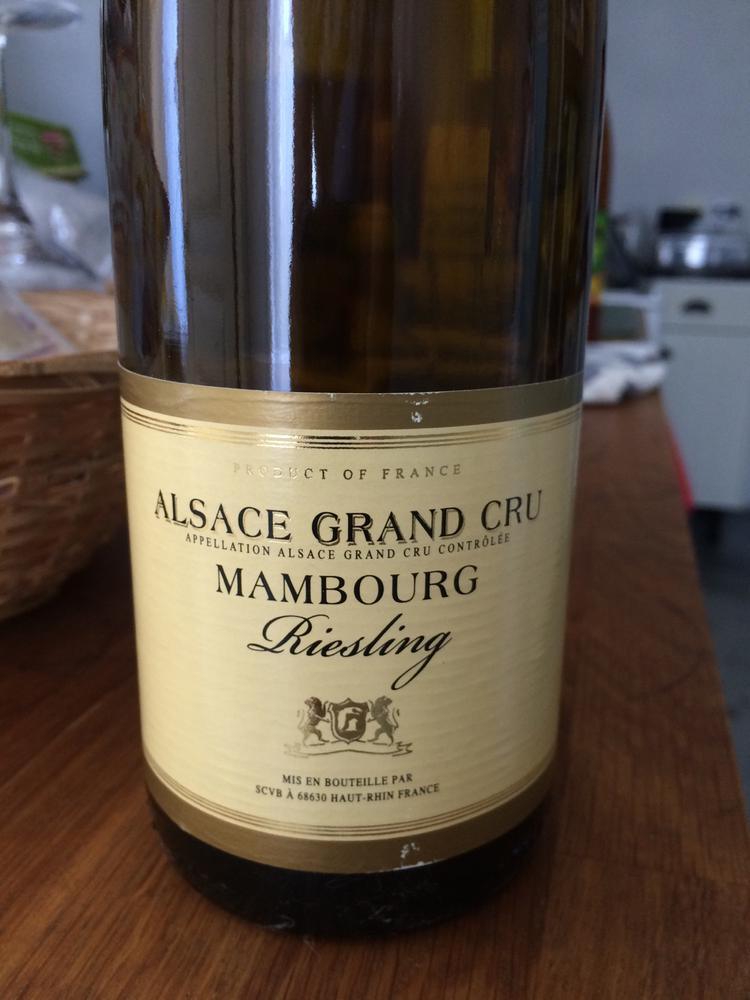 PRODUCT OF FRANCE
ALSACE GRAND CRU
APPELLATION ALSACE GRAND CRU CONTRÔLÉE
MAMBOURG
Riesling
MIS EN BOUTEILLE PAR
SCVB À 68630 HAUT-RHIN FRANCE